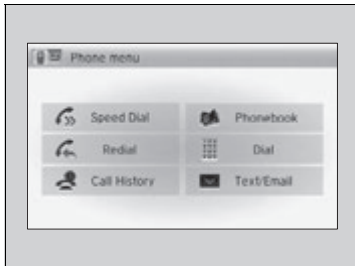 Phone menu
Speed Dial
Phonebook
Redial
Dial
Call History
Text/Email